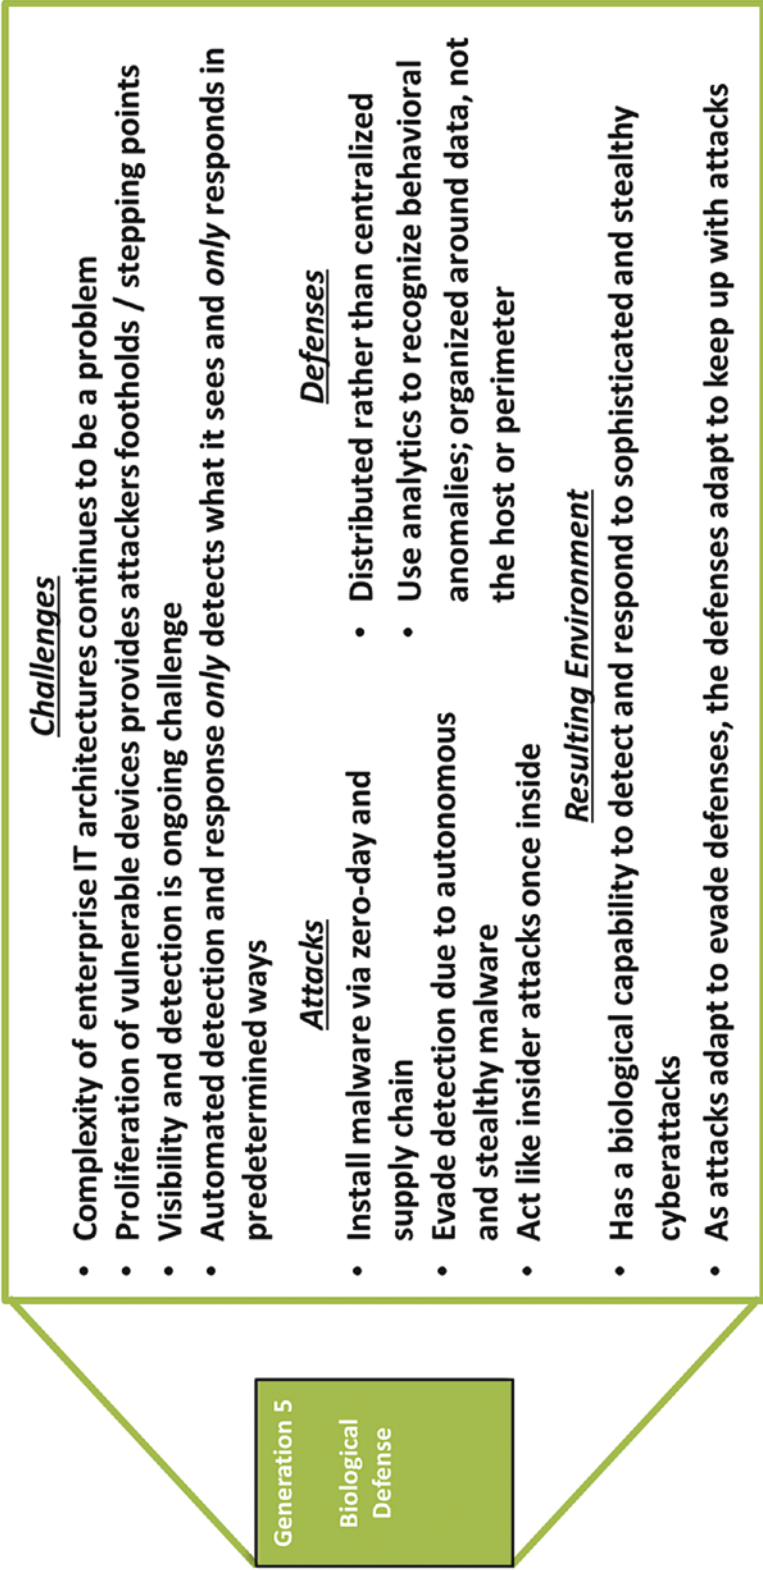 Generation 5
Biological
Defense
Challenges
• Complexity of enterprise IT architectures continues to be a problem
• Proliferation of vulnerable devices provides attackers footholds / stepping points
• Visibility and detection is ongoing challenge
• Automated detection and response only detects what it sees and only responds in
predetermined ways
Attacks
• Install malware via zero-day and
supply chain
• Evade detection due to autonomous
and stealthy malware
• Act like insider attacks once inside
Defenses
• Distributed rather than centralized
• Use analytics to recognize behavioral
anomalies; organized around data, not
the host or perimeter
Resulting Environment
• Has a biological capability to detect and respond to sophisticated and stealthy
cyberattacks
• As attacks adapt to evade defenses, the defenses adapt to keep up with attacks